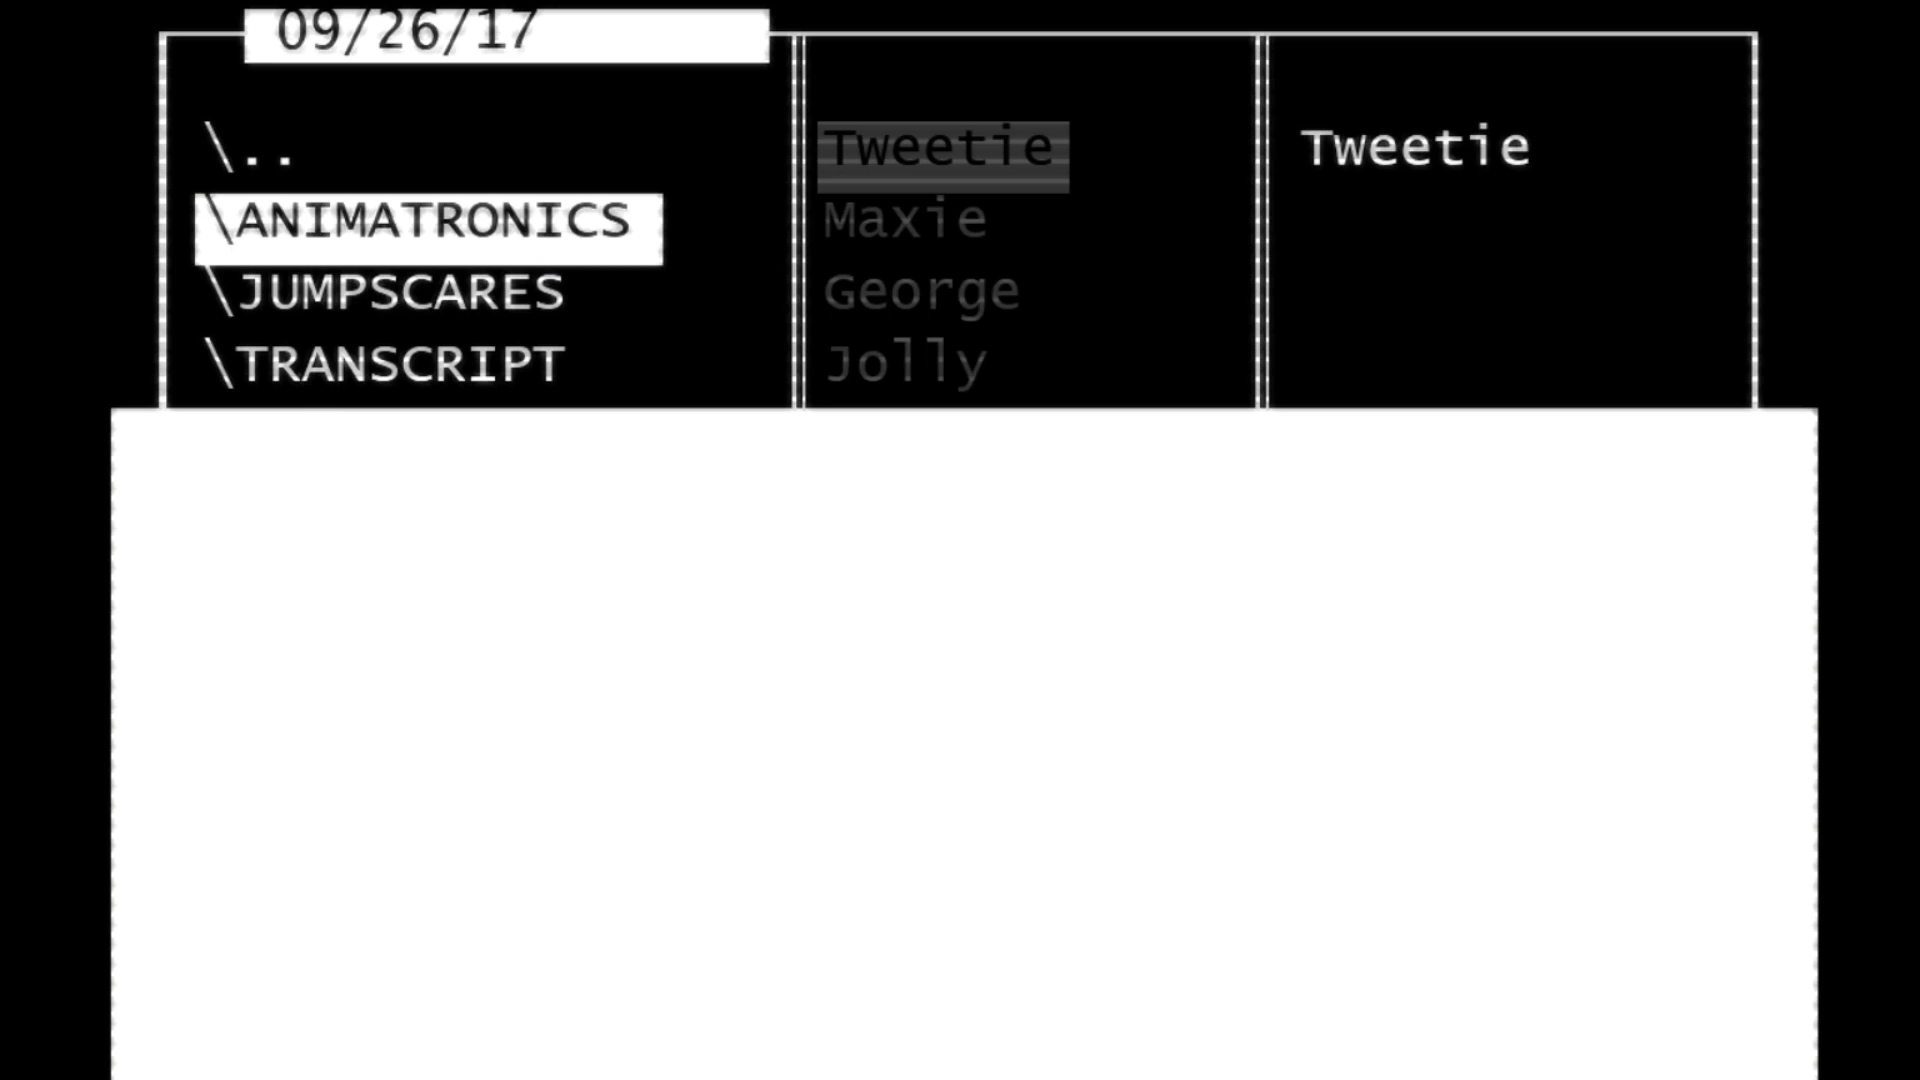 09/26/17
\..
\ANIMATRONICS
\JUMPSCARES
\TRANSCRIPT
Tweetie
Maxie
George
Jolly
Tweetie